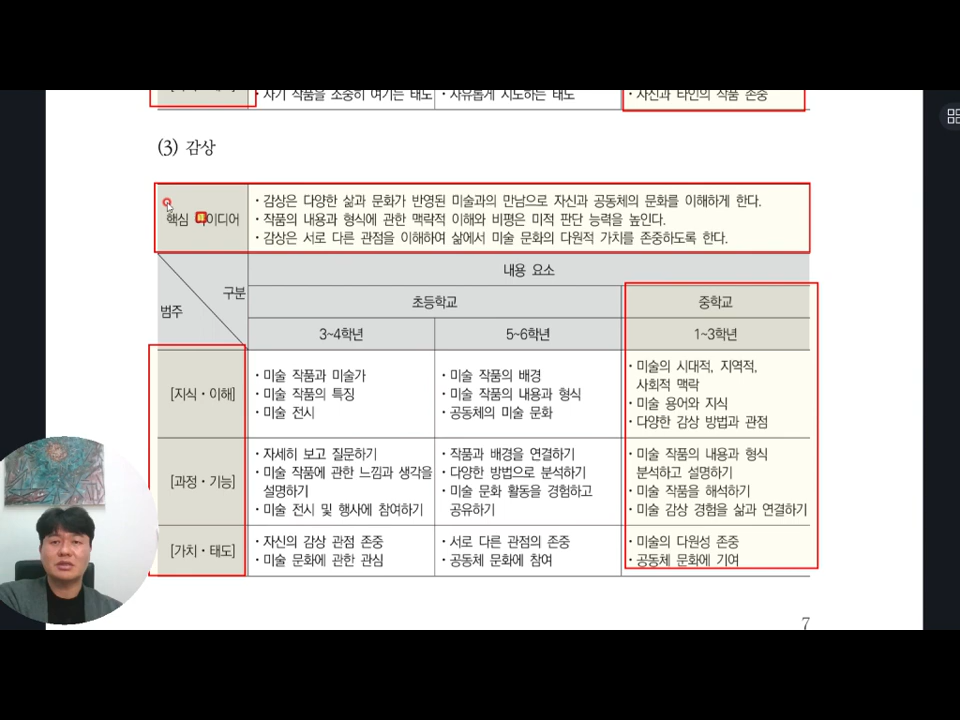 · 자기 작품을 소중히 여기는 태도 · 자유롭게 시도하는 태도 · 자신과 타인의 작품 존중
(3) 감상
핵심 아이디어
· 감상은 다양한 삶과 문화가 반영된 미술과의 만남으로 자신과 공동체의 문화를 이해하게 한다.
· 작품의 내용과 형식에 관한 맥락적 이해와 비평은 미적 판단 능력을 높인다.
· 감상은 서로 다른 관점을 이해하여 삶에서 미술 문화의 다원적 가치를 존중하도록 한다.
구분
범주
내용 요소
초등학교
중학교
3~4학년
5~6학년
1~3학년
[지식・이해]
· 미술 작품과 미술가
· 미술 작품의 특징
· 미술 전시
· 미술 작품의 배경
· 미술 작품의 내용과 형식
· 공동체의 미술 문화
· 미술의 시대적, 지역적,
사회적 맥락
· 미술 용어와 지식
· 다양한 감상 방법과 관점
[과정・기능]
· 자세히 보고 질문하기
· 미술 작품에 관한 느낌과 생각을
설명하기
· 미술 전시 및 행사에 참여하기
· 작품과 배경을 연결하기
· 다양한 방법으로 분석하기
· 미술 문화 활동을 경험하고
공유하기
· 미술 작품의 내용과 형식
분석하고 설명하기
· 미술 작품을 해석하기
· 미술 감상 경험을 삶과 연결하기
[가치・태도]
· 자신의 감상 관점 존중
· 미술 문화에 관한 관심
· 서로 다른 관점의 존중
· 공동체 문화에 참여
· 미술의 다원성 존중
· 공동체 문화에 기여
7